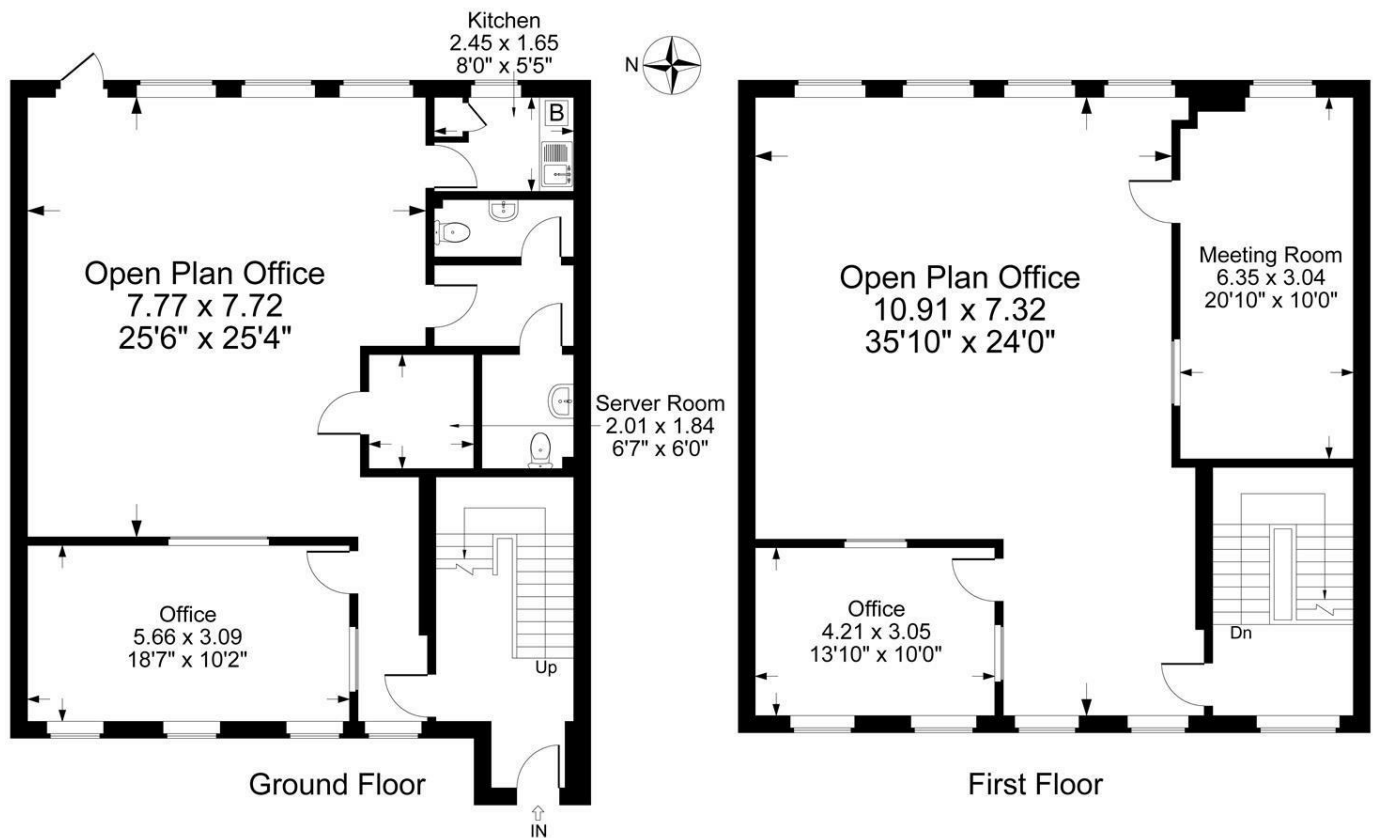 Kitchen
2.45 x 1.65
8'0" x 5'5"
N
B
Open Plan Office
7.77 x 7.72
25'6" x 25'4"
Server Room
2.01 x 1.84
6'7" x 6'0"
Office
5.66 x 3.09
18'7" x 10'2"
Up
Ground Floor
IN
Open Plan Office
10.91 x 7.32
35'10" x 24'0"
Meeting Room
6.35 x 3.04
20'10" x 10'0"
Office
4.21 x 3.05
13'10" x 10'0"
Dn
First Floor